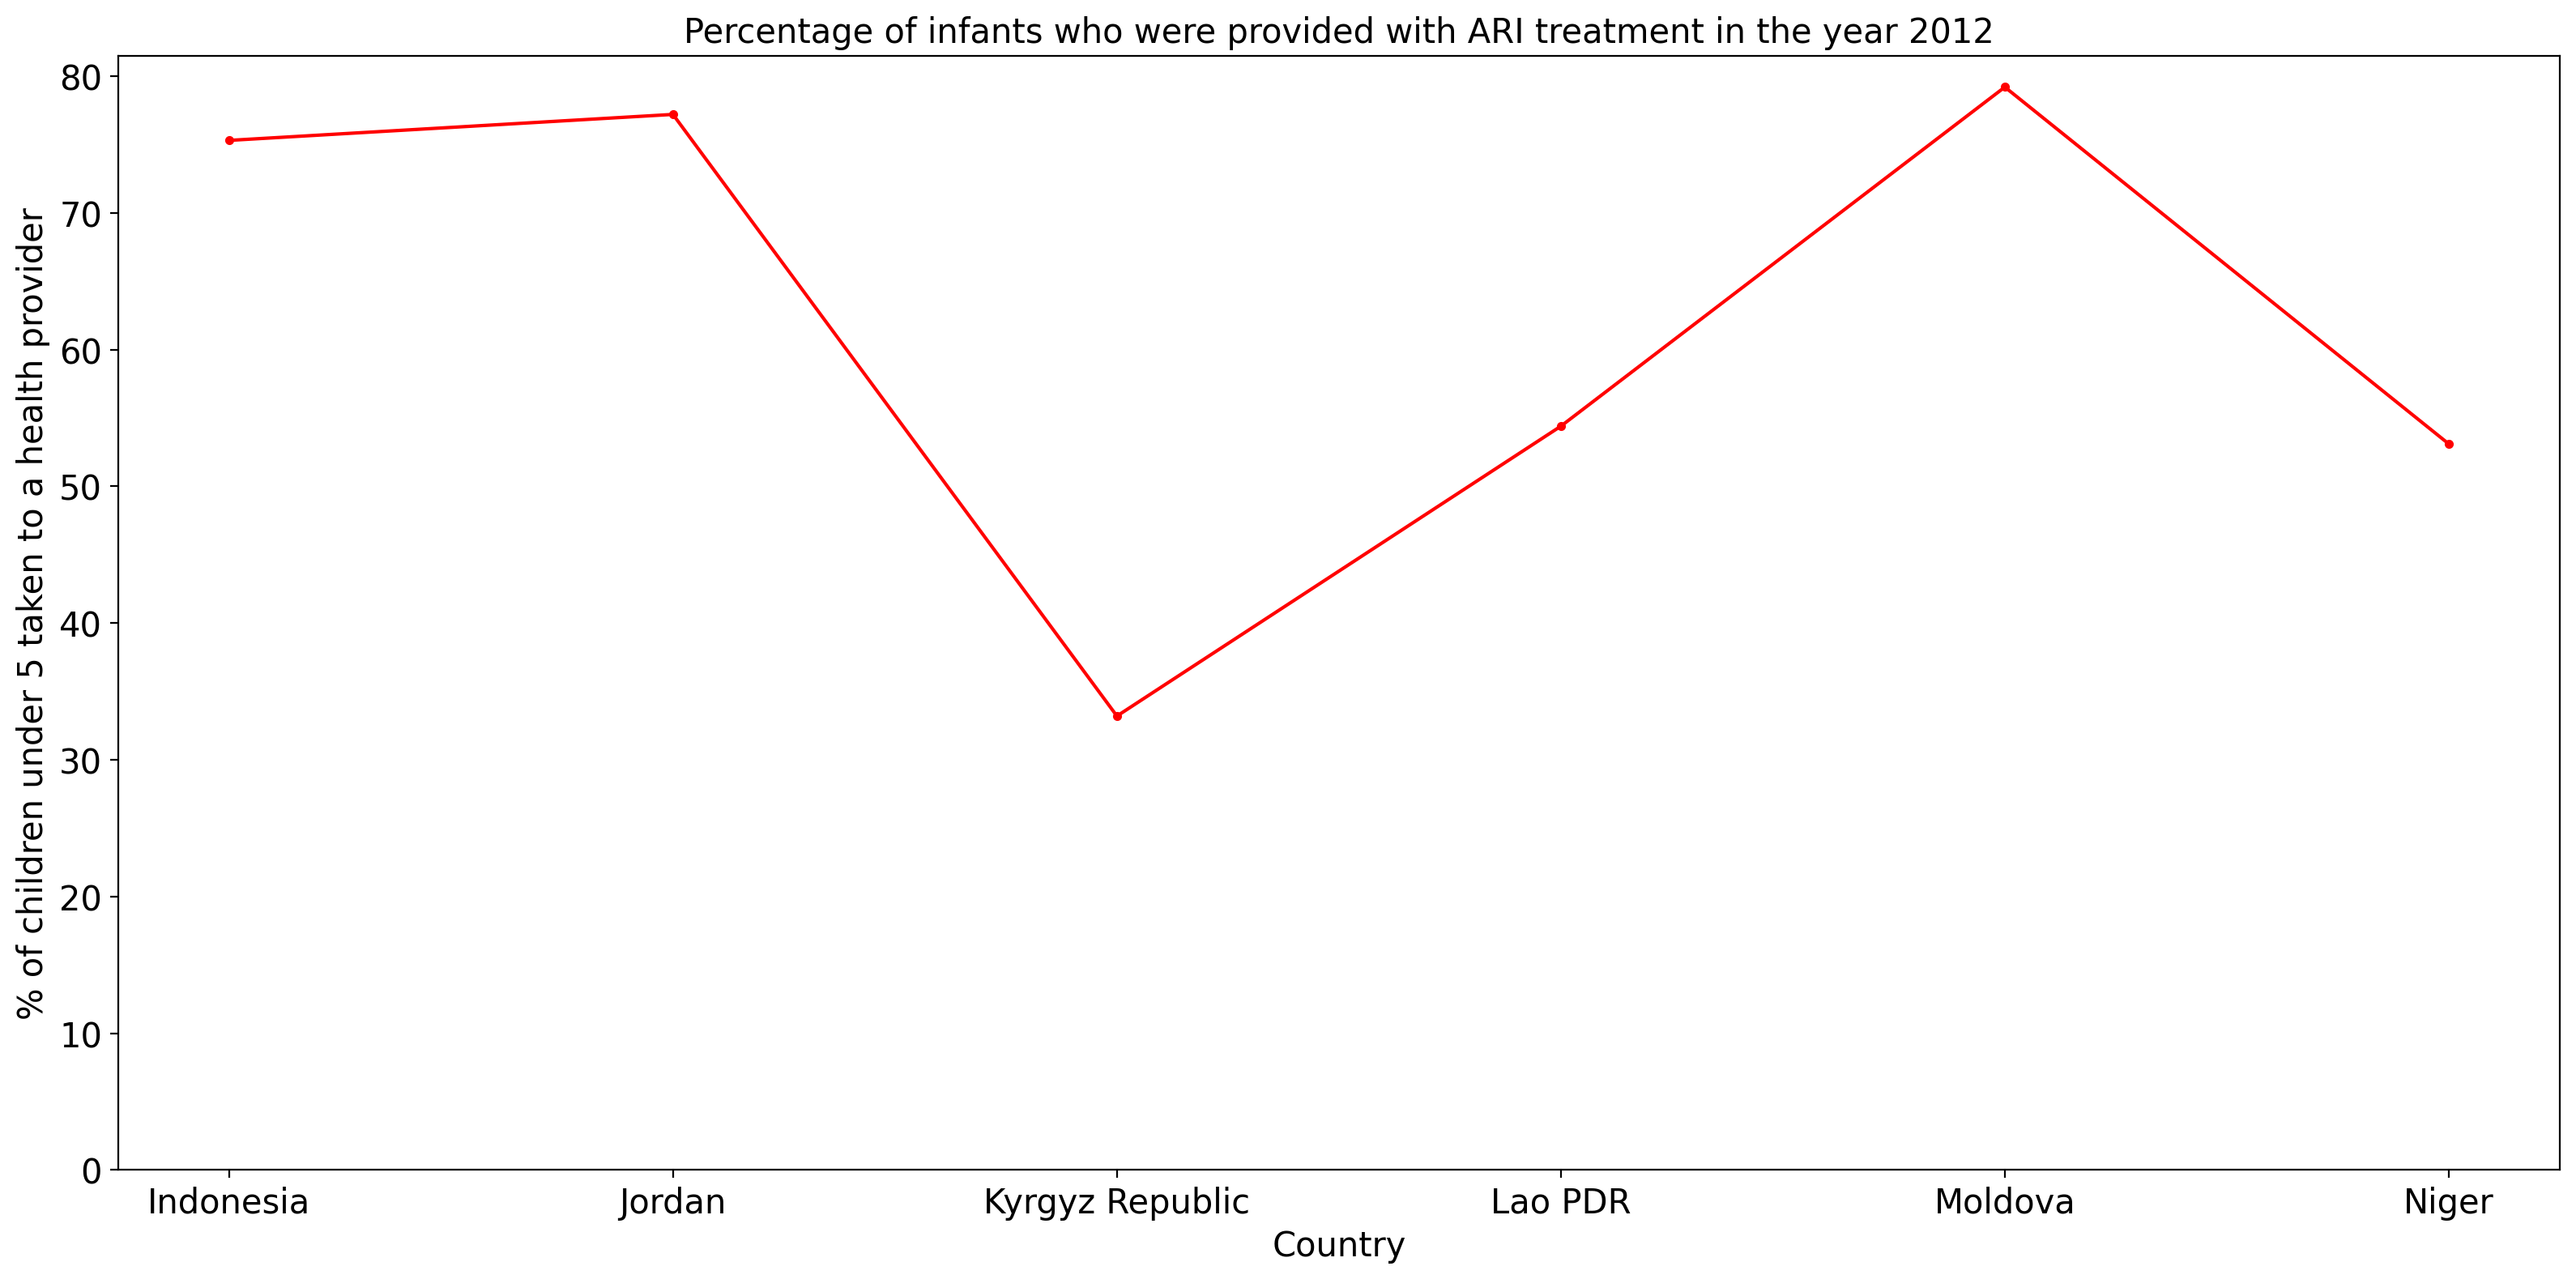 Percentage of infants who were provided with ARI treatment in the year 2012
% of children under 5 taken to a health provider
80
70
60
50
40
30
20
10
0
Indonesia Jordan Kyrgyz Republic Lao PDR Moldova Niger
Country